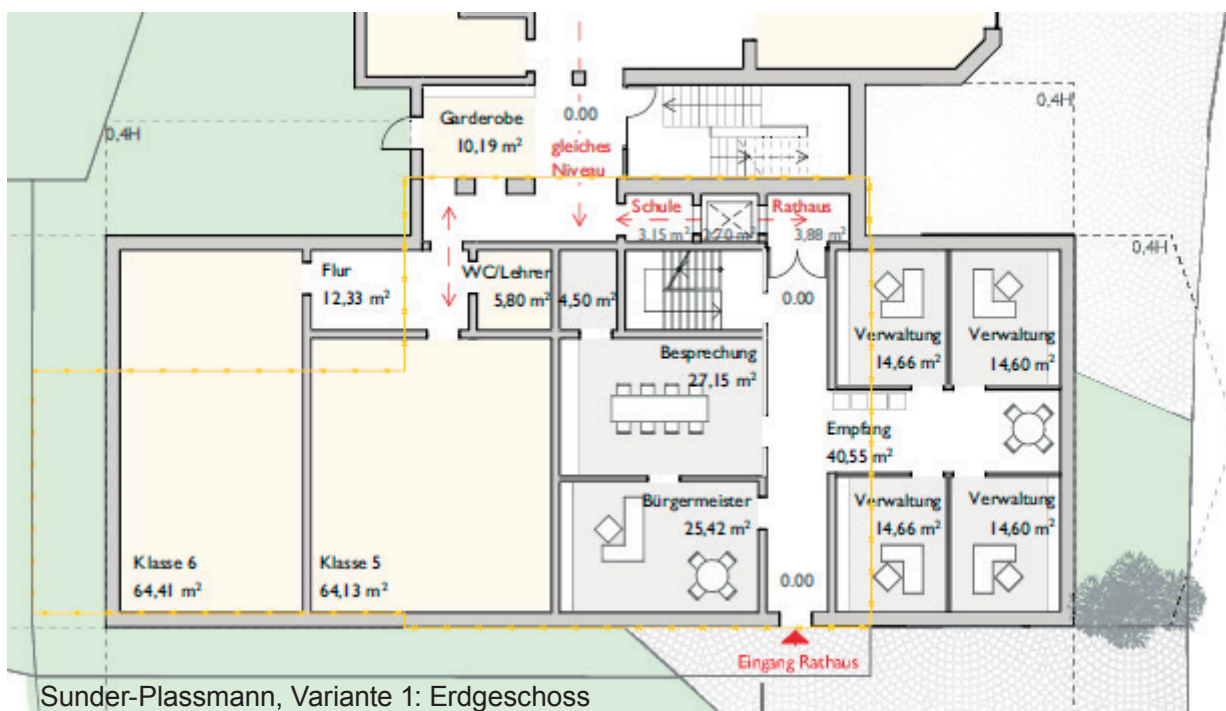 Garderobe
10,19 m²
0.00
gleiches
Niveau
0,4H
0,4H
Schule
Rathaus
3,15 m²
2,70 m²
3,88 m²
0,4H
Flur
12,33 m²
WC/Lehrer
5,80 m²
4,50 m²
0.00
Verwaltung
14,66 m²
Verwaltung
14,60 m²
Besprechung
27,15 m²
Empfang
40,55 m²
Bürgermeister
25,42 m²
Verwaltung
14,66 m²
Verwaltung
14,60 m²
Klasse 6
64,41 m²
Klasse 5
64,13 m²
0.00
Eingang Rathaus
Sunder-Plassmann, Variante 1: Erdgeschoss